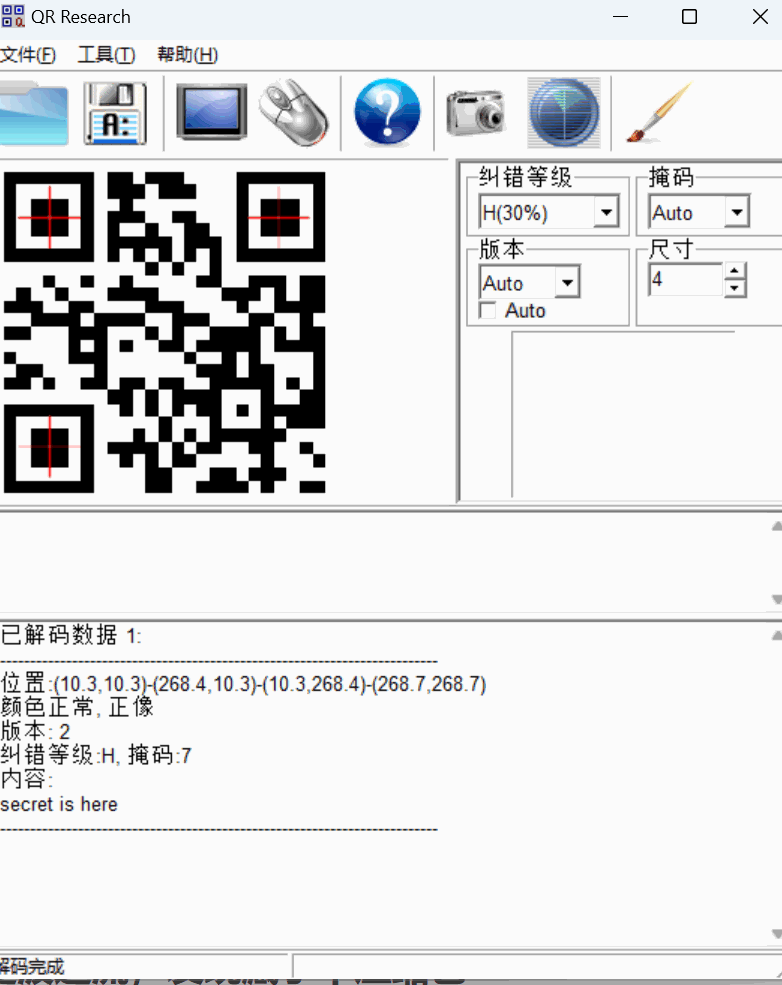 QR Research
文件(F) 工具(T) 帮助(H)
A:
纠错等级 掩码
H(30%) Auto
版本 尺寸
Auto 4
Auto
已解码数据 1:
--------------------------------------------------------------------------
位置:(10.3,10.3)-(268.4,10.3)-(10.3,268.4)-(268.7,268.7)
颜色正常, 正像
版本: 2
纠错等级:H, 掩码:7
内容:
secret is here
--------------------------------------------------------------------------
解码完成